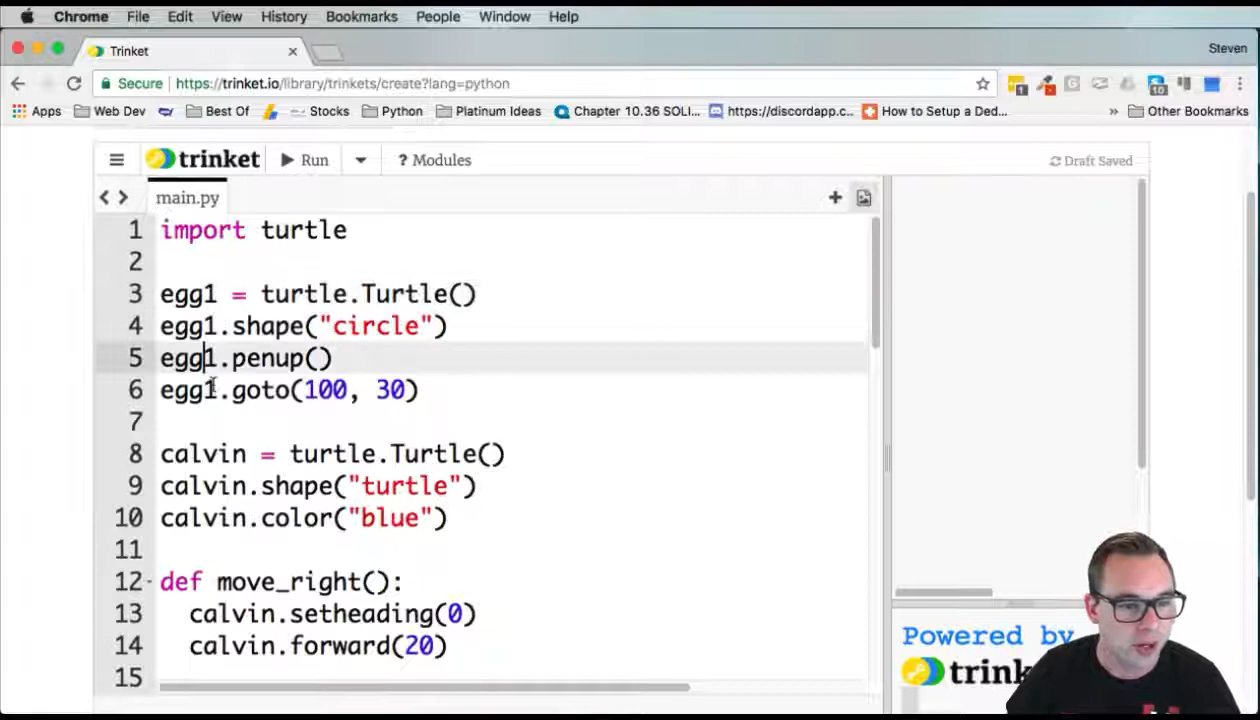 Chrome File Edit View History Bookmarks People Window Help
Trinket
Steven
Secure https://trinket.io/library/trinkets/create?lang=python
1
10
Apps Web Dev Best Of Stocks Python Platinum Ideas Chapter 10.36 SOLI... https://discordapp.c... How to Setup a Ded... » Other Bookmarks
trinket Run ? Modules Draft Saved
main.py
1 import turtle
2
3 egg1 = turtle.Turtle()
4 egg1.shape("circle")
5 egg1.penup()
6 egg1.goto(100, 30)
7
8 calvin = turtle.Turtle()
9 calvin.shape("turtle")
10 calvin.color("blue")
11
12 def move_right():
13 calvin.setheading(0)
14 calvin.forward(20)
15
Powered by
trink